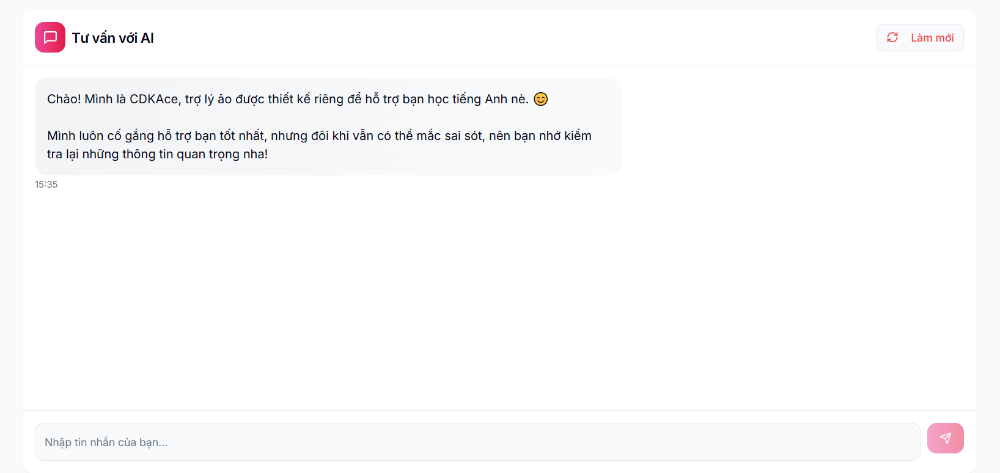 Tư vấn với AI
Làm mới
Chào! Mình là CDKAce, trợ lý ảo được thiết kế riêng để hỗ trợ bạn học tiếng Anh nè. 😊
Mình luôn cố gắng hỗ trợ bạn tốt nhất, nhưng đôi khi vẫn có thể mắc sai sót, nên bạn nhớ kiểm
tra lại những thông tin quan trọng nha!
15:35
Nhập tin nhắn của bạn...